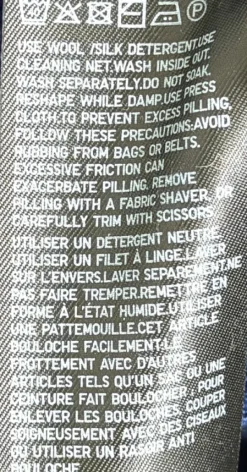 USE WOOL /SILK DETERGENT.USE
CLEANING NET.WASH INSIDE OUT.
WASH SEPARATELY.DO NOT SOAK.
RESHAPE WHILE DAMP.USE PRESS
CLOTH.TO PREVENT EXCESS PILLING,
FOLLOW THESE PRECAUTIONS:AVOID
RUBBING FROM BAGS OR BELTS.
EXCESSIVE FRICTION CAN
EXACERBATE PILLING. REMOVE
PILLING WITH A FABRIC SHAVER, OR
CAREFULLY TRIM WITH SCISSORS.
UTILISER UN DÉTERGENT NEUTRE.
UTILISER UN FILET À LINGE.LAVER
SUR L'ENVERS.LAVER SEPAREMENT.NE
PAS FAIRE TREMPER.REMETTRE EN
FORME À L'ÉTAT HUMIDE.UTILISER
UNE PATTEMOUILLE.CET ARTICLE
BOULOCHE FACILEMENT.LE
FROTTEMENT AVEC D'AUTRES
ARTICLES TELS QU'UN SAC OU UNE
CEINTURE FAIT BOULOCHER. POUR
ENLEVER LES BOULOCHES, COUPER
SOIGNEUSEMENT AVEC DES CISEAUX
OU UTILISER UN RASOIR ANTI
BOULOCHE